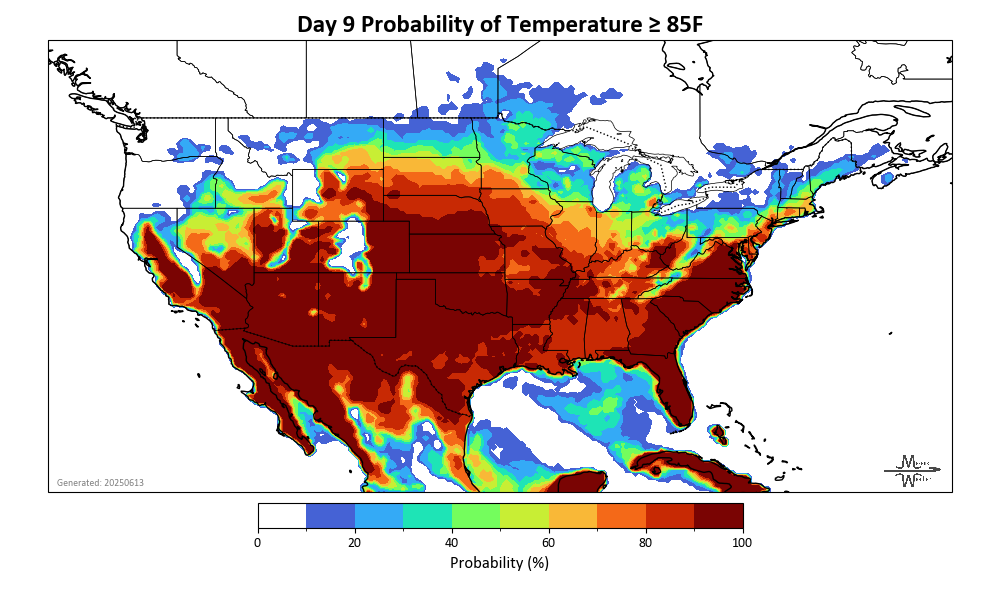 Day 9 Probability of Temperature ≥ 85F
Generated: 20250613
0 20 40 60 80 100
Probability (%)